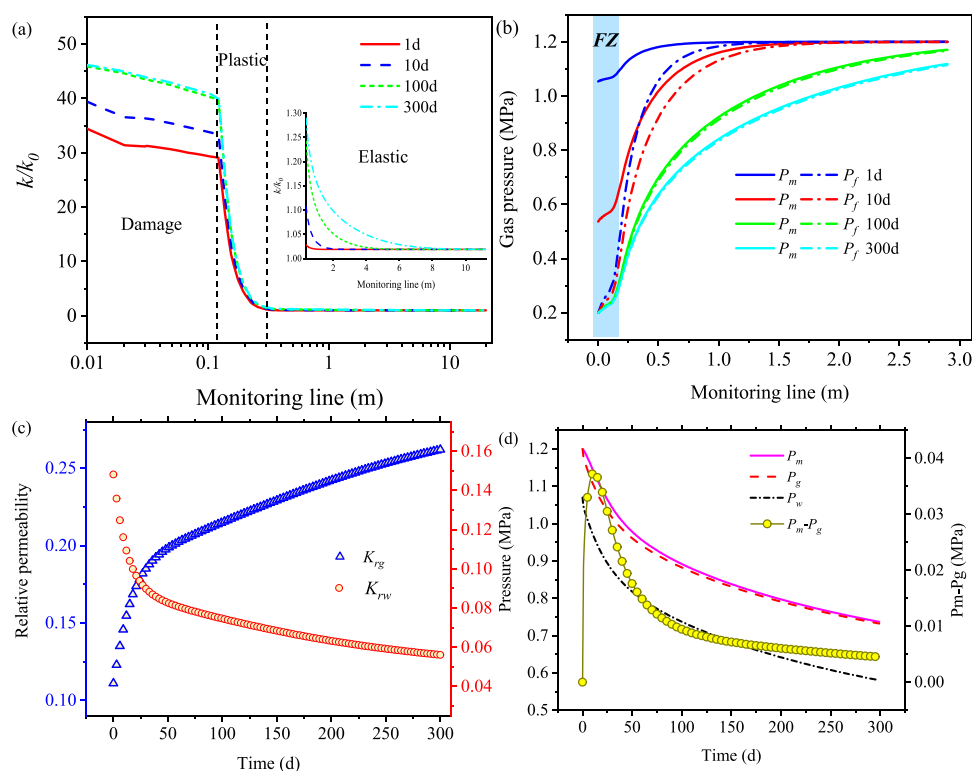 (a)
50
40
30
20
10
0
k/k0
Damage
Plastic
Elastic
1d
10d
100d
300d
1.30
1.25
1.20
1.15
1.10
1.05
1.00
k/k0
2 4 6 8 10
Monitoring line (m)
0.01 0.1 1 10
Monitoring line (m)
(b)
FZ
1.2
1.0
0.8
0.6
0.4
0.2
Gas pressure (MPa)
Pm Pf 1d
Pm Pf 10d
Pm Pf 100d
Pm Pf 300d
0.0 0.5 1.0 1.5 2.0 2.5 3.0
Monitoring line (m)
(c)
0.25
0.20
0.15
0.10
Relative permeability
Krg
Krw
0.16
0.14
0.12
0.10
0.08
0.06
0.04
0 50 100 150 200 250 300
Time (d)
(d)
1.2
1.1
1.0
0.9
0.8
0.7
0.6
0.5
Pressure (MPa)
Pm
Pg
Pw
Pm-Pg
0.04
0.03
0.02
0.01
0.00
Pm-Pg (MPa)
0 50 100 150 200 250 300
Time (d)